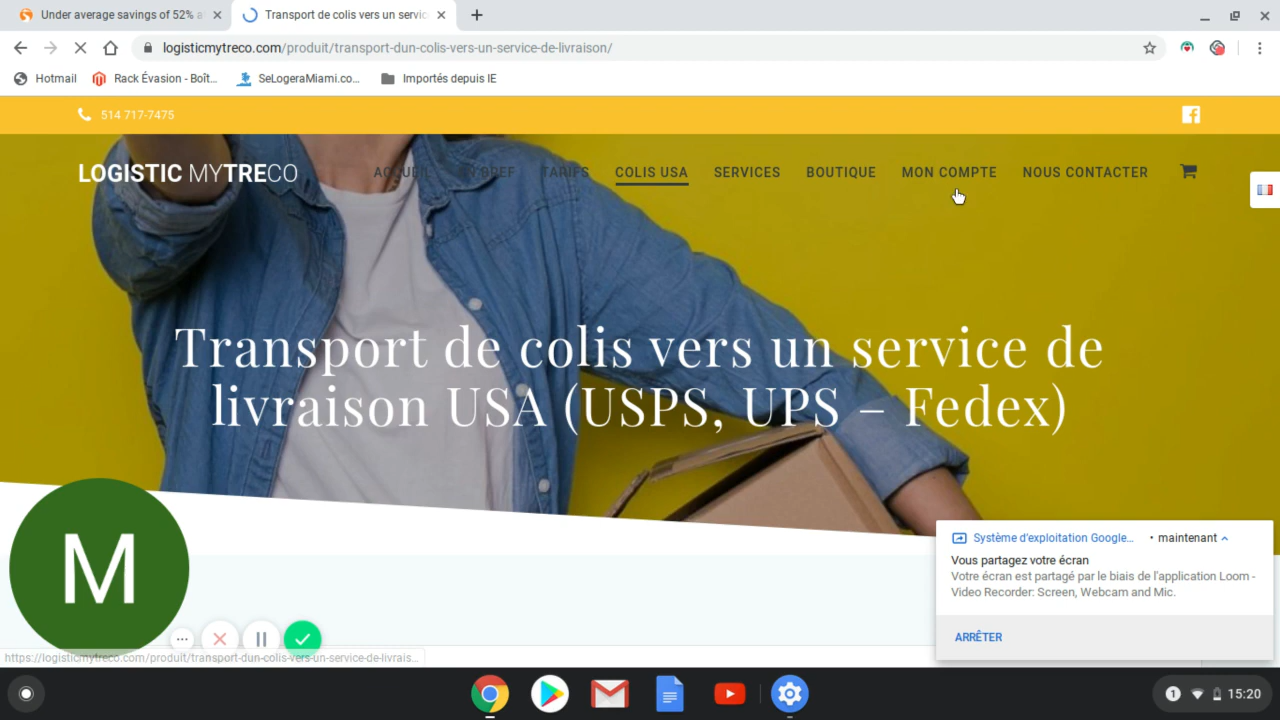 Under average savings of 52% a
Transport de colis vers un servic
logisticmytreco.com/produit/transport-dun-colis-vers-un-service-de-livraison/
Hotmail
Rack Évasion - Boît...
SeLogeraMiami.co...
Importés depuis IE
514 717-7475
LOGISTIC MYTRECO
ACCUEIL
EN BREF
TARIFS
COLIS USA
SERVICES
BOUTIQUE
MON COMPTE
NOUS CONTACTER
Transport de colis vers un service de
livraison USA (USPS, UPS – Fedex)
M
Système d'exploitation Google... • maintenant
Vous partagez votre écran
Votre écran est partagé par le biais de l'application Loom -
Video Recorder: Screen, Webcam and Mic.
ARRÊTER
https://logisticmytreco.com/produit/transport-dun-colis-vers-un-service-de-livrais...
1
15:20